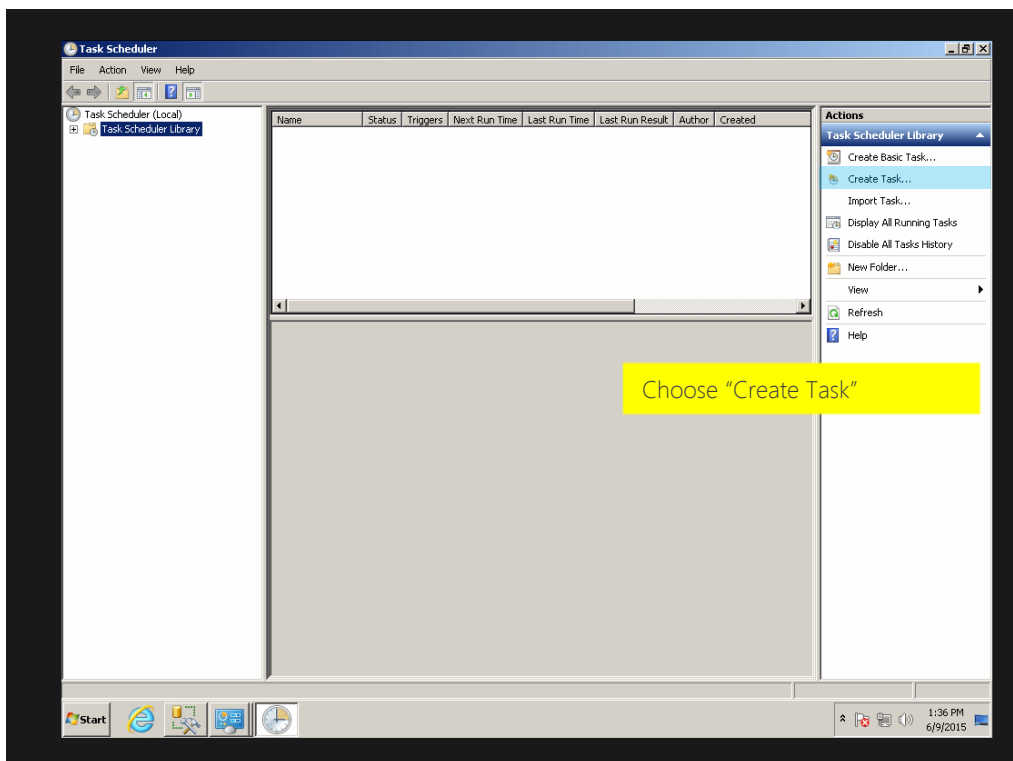 Task Scheduler
File Action View Help
Task Scheduler (Local)
Task Scheduler Library
Name Status Triggers Next Run Time Last Run Time Last Run Result Author Created
Actions
Task Scheduler Library
Create Basic Task...
Create Task...
Import Task...
Display All Running Tasks
Disable All Tasks History
New Folder...
View
Refresh
Help
Choose “Create Task”
Start
1:36 PM
6/9/2015